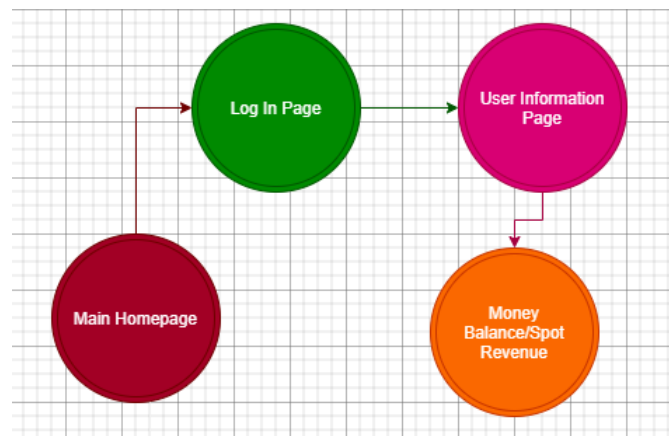 Log In Page
User Information
Page
Main Homepage
Money
Balance/Spot
Revenue